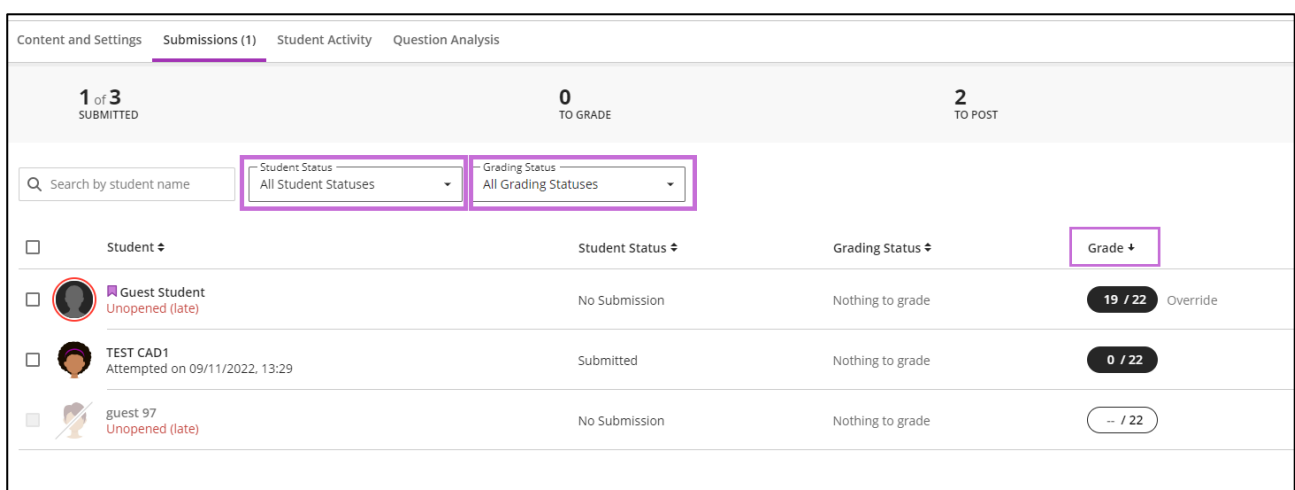 Content and Settings Submissions (1) Student Activity Question Analysis
1 of 3 0 2
SUBMITTED TO GRADE TO POST
Student Status Grading Status
Search by student name All Student Statuses All Grading Statuses
Student Student Status Grading Status Grade
Guest Student
Unopened (late) No Submission Nothing to grade 19 / 22 Override
TEST CAD1
Attempted on 09/11/2022, 13:29 Submitted Nothing to grade 0 / 22
guest 97
Unopened (late) No Submission Nothing to grade -- / 22